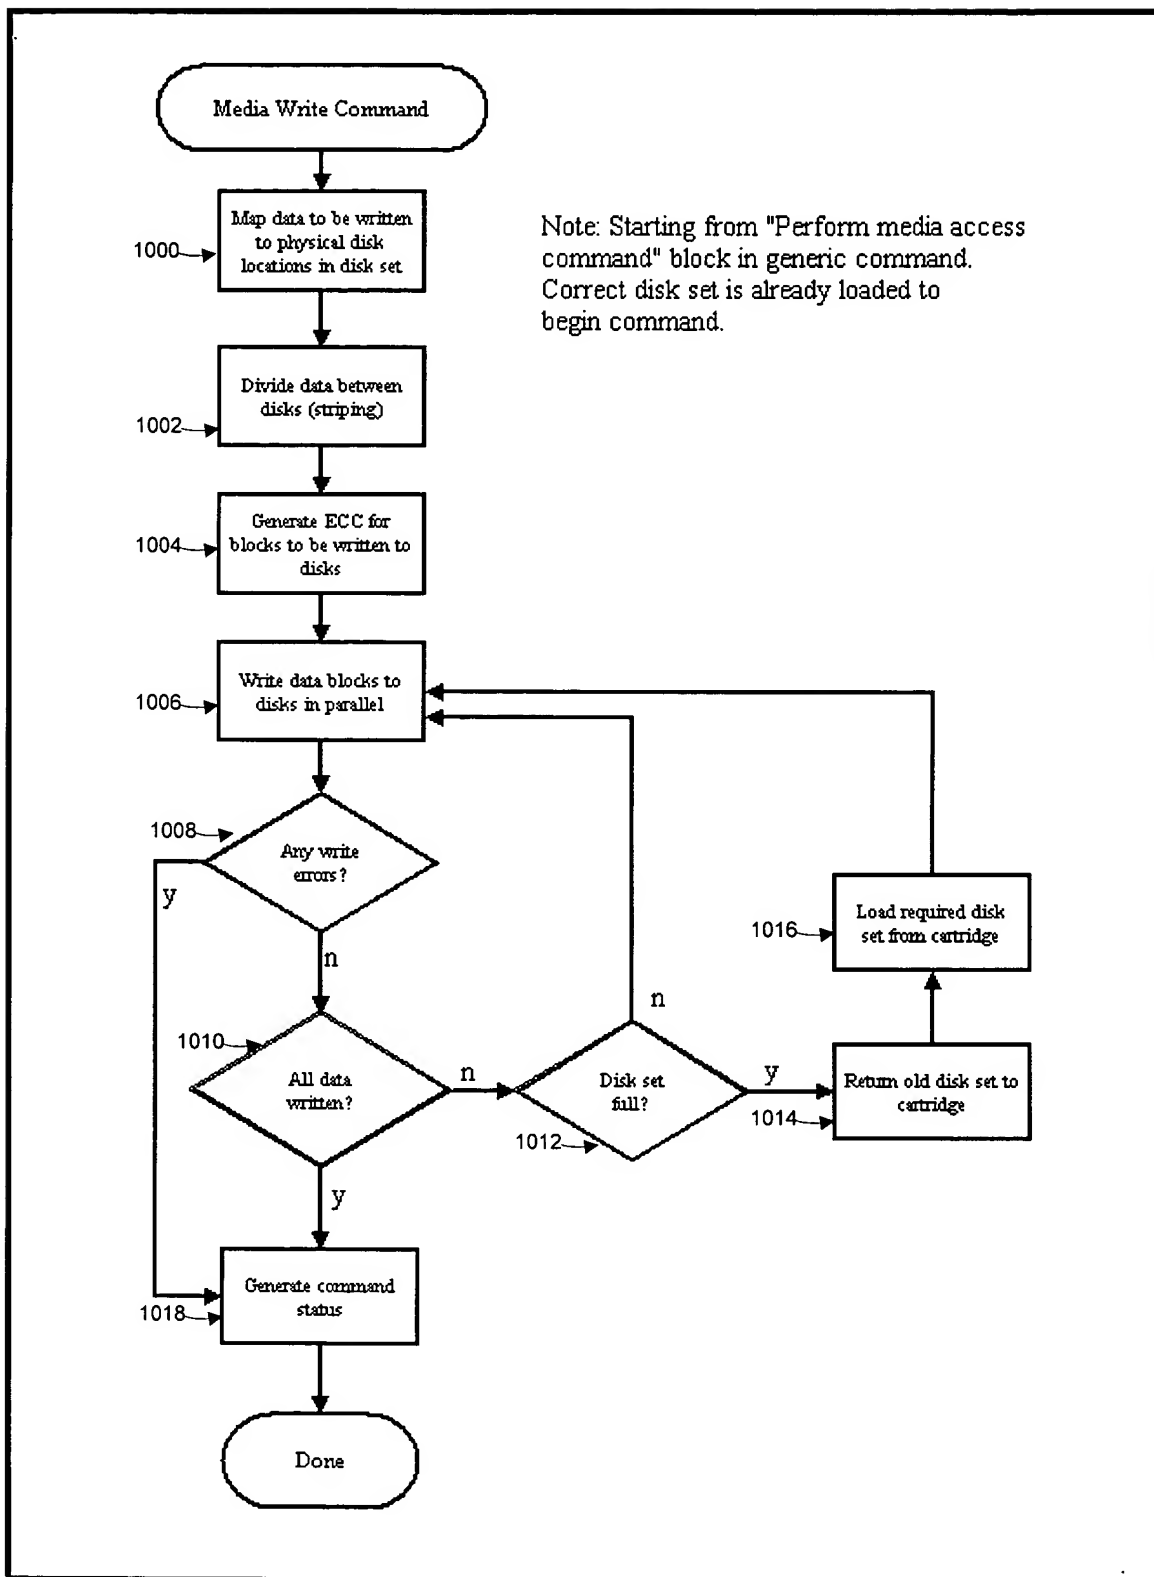 Media Write Command
Map data to be written
to physical disk
locations in disk set
1000
Note: Starting from "Perform media access
command" block in generic command.
Correct disk set is already loaded to
begin command.
Divide data between
disks (striping)
1002
Generate ECC for
blocks to be written to
disks
1004
Write data blocks to
disks in parallel
1006
1008
Any write
errors?
y
n
Load required disk
set from cartridge
1016
1010
All data
written?
n
Disk set
full?
n
y
1012
Return old disk set to
cartridge
1014
y
Generate command
status
1018
Done